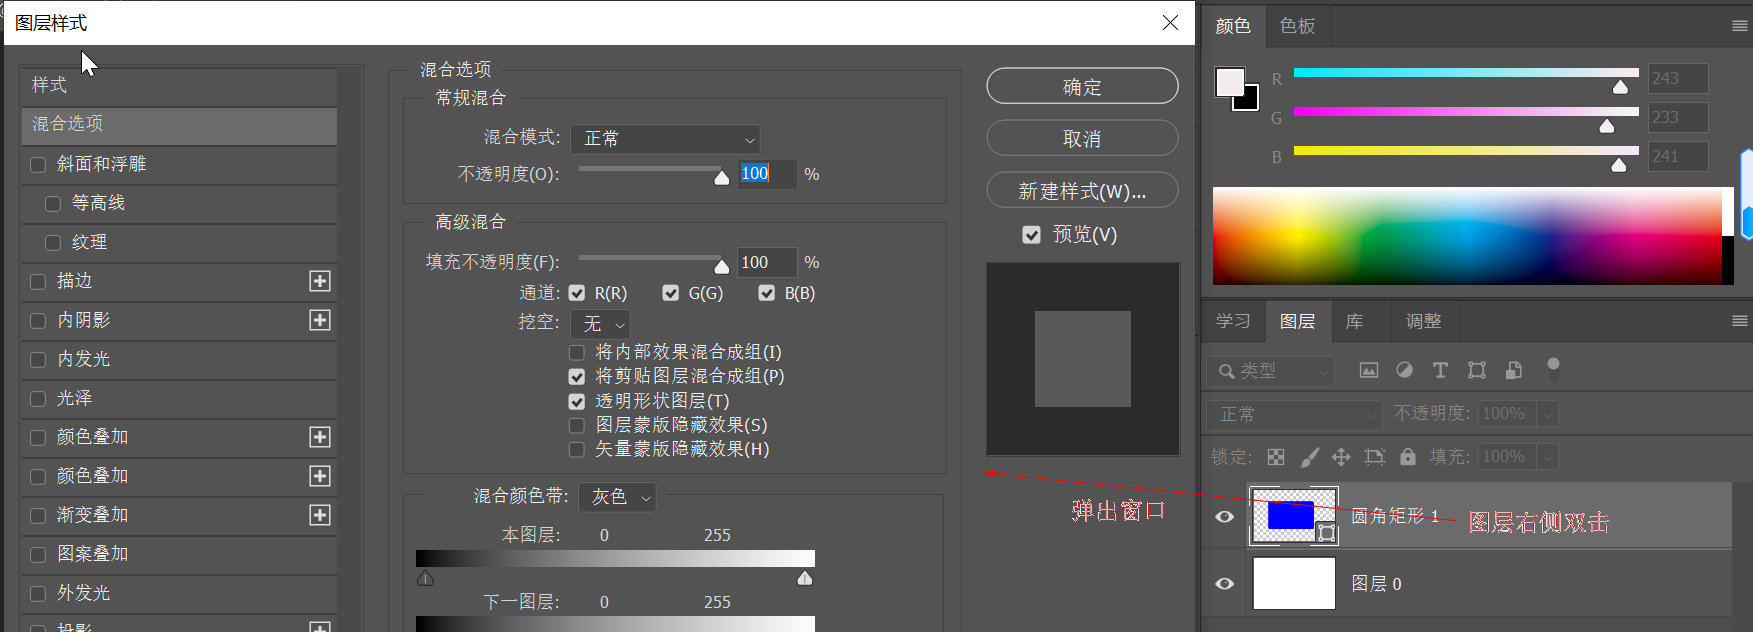 图层样式
样式
混合选项
斜面和浮雕
等高线
纹理
描边
内阴影
内发光
光泽
颜色叠加
颜色叠加
渐变叠加
图案叠加
外发光
投影
混合选项
常规混合
混合模式: 正常
不透明度(O): 100 %
高级混合
填充不透明度(F): 100 %
通道: R(R) G(G) B(B)
挖空: 无
将内部效果混合成组(I)
将剪贴图层混合成组(P)
透明形状图层(T)
图层蒙版隐藏效果(S)
矢量蒙版隐藏效果(H)
混合颜色带: 灰色
本图层: 0 255
下一图层: 0 255
确定
取消
新建样式(W)...
预览(V)
弹出窗口
颜色 色板
R 243
G 233
B 241
学习 图层 库 调整
类型
正常 不透明度: 100%
锁定: 填充: 100%
圆角矩形 1 图层右侧双击
图层 0